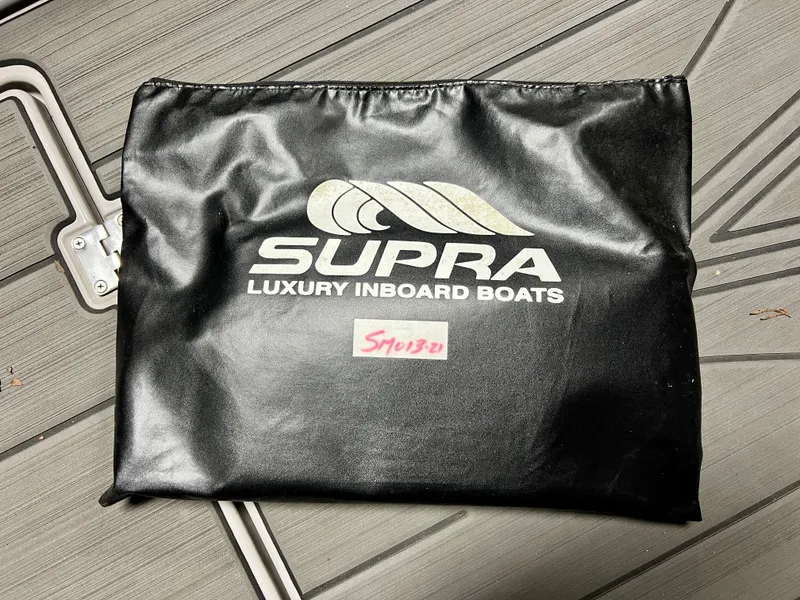 SUPRA
LUXURY INBOARD BOATS
SM013-21